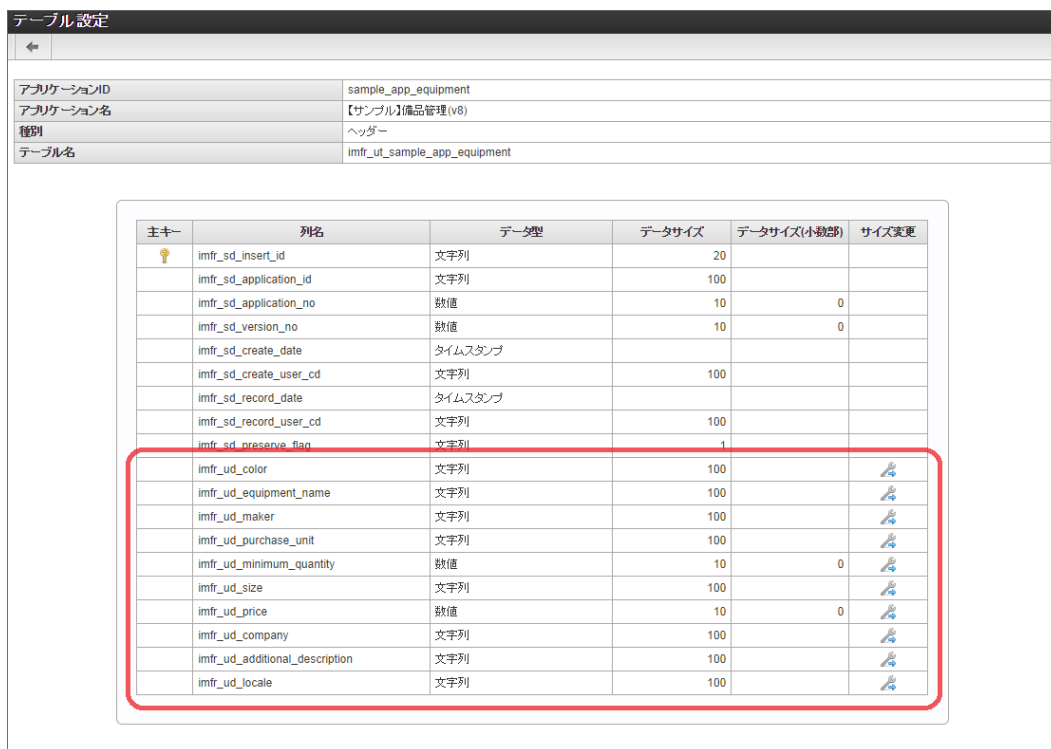 テーブル設定
アプリケーションID sample_app_equipment
アプリケーション名 【サンプル】備品管理(v8)
種別 ヘッダー
テーブル名 imfr_ut_sample_app_equipment
主キー 列名 データ型 データサイズ データサイズ(小数部) サイズ変更
imfr_sd_insert_id 文字列 20
imfr_sd_application_id 文字列 100
imfr_sd_application_no 数値 10 0
imfr_sd_version_no 数値 10 0
imfr_sd_create_date タイムスタンプ
imfr_sd_create_user_cd 文字列 100
imfr_sd_record_date タイムスタンプ
imfr_sd_record_user_cd 文字列 100
imfr_sd_preserve_flag 文字列 1
imfr_ud_color 文字列 100
imfr_ud_equipment_name 文字列 100
imfr_ud_maker 文字列 100
imfr_ud_purchase_unit 文字列 100
imfr_ud_minimum_quantity 数値 10 0
imfr_ud_size 文字列 100
imfr_ud_price 数値 10 0
imfr_ud_company 文字列 100
imfr_ud_additional_description 文字列 100
imfr_ud_locale 文字列 100